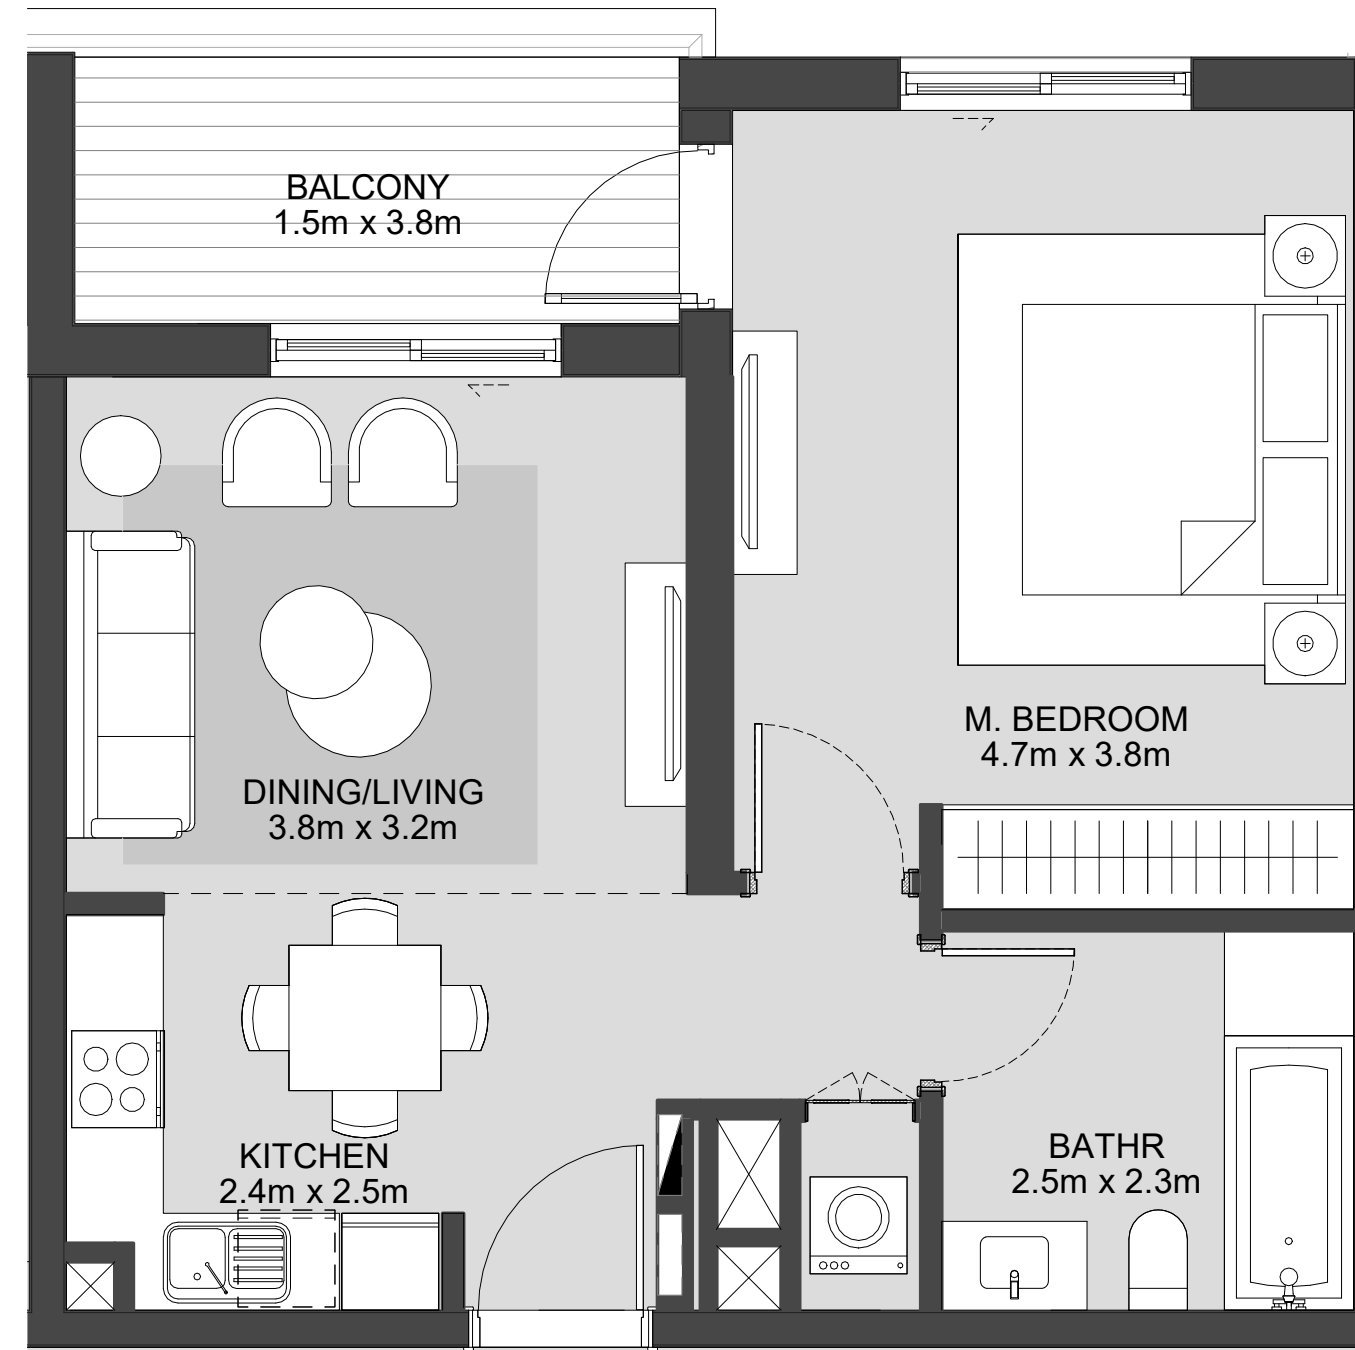 BALCONY
1.5m x 3.8m
M. BEDROOM
4.7m x 3.8m
DINING/LIVING
3.8m x 3.2m
KITCHEN
2.4m x 2.5m
BATHR
2.5m x 2.3m